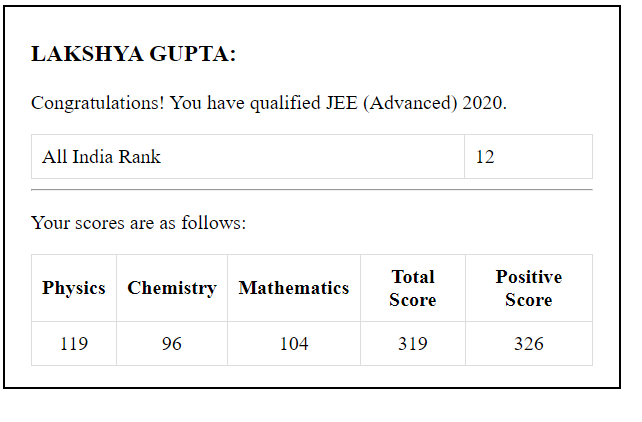 LAKSHYA GUPTA:
Congratulations! You have qualified JEE (Advanced) 2020.
All India Rank 12
Your scores are as follows:
Physics Chemistry Mathematics Total Score Positive Score
119 96 104 319 326